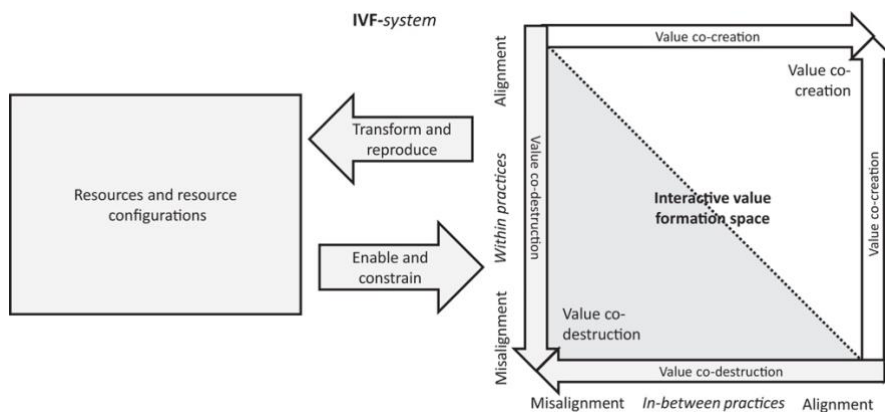 IVF-system
Resources and resource
configurations
Transform and
reproduce
Enable and
constrain
Alignment
Within practices
Misalignment
Value co-destruction
Value co-creation
Value co-
creation
Interactive value
formation space
Value co-
destruction
Value co-creation
Value co-destruction
Misalignment In-between practices Alignment